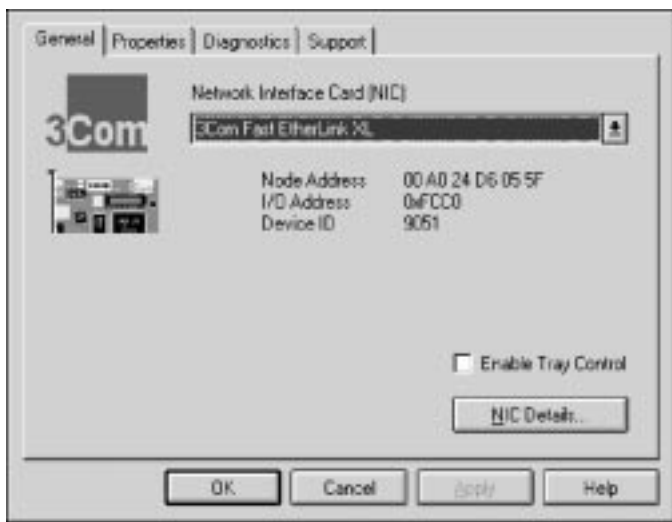 General Properties Diagnostics Support
Network Interface Card (NIC)
3Com
3Com Fast EtherLink XL
Node Address 00 A0 24 D6 05 5F
I/O Address 0xFCC0
Device ID 9051
Enable Tray Control
NIC Details...
OK Cancel Apply Help